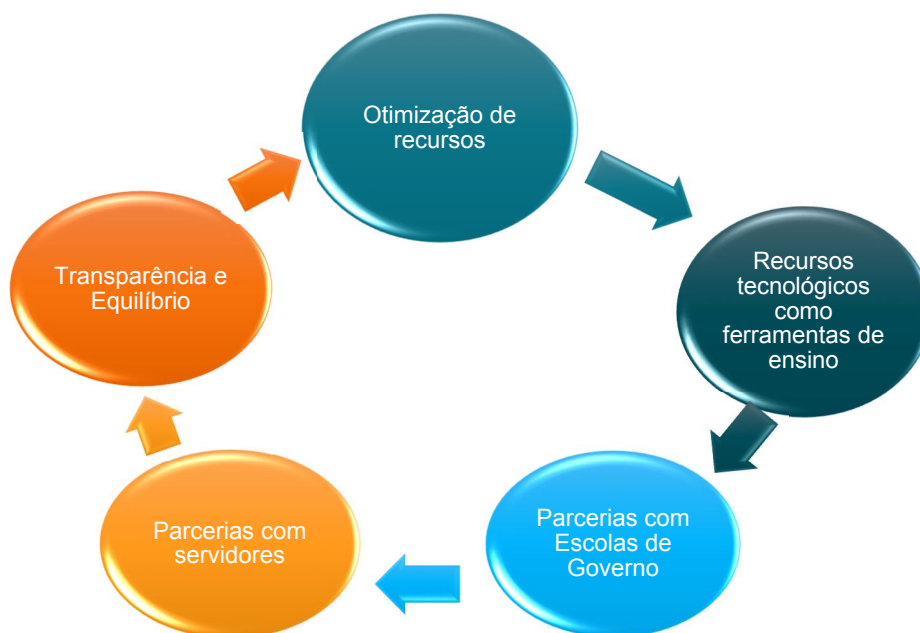 Otimização de
recursos
Recursos
tecnológicos
como
ferramentas de
ensino
Parcerias com
Escolas de
Governo
Parcerias com
servidores
Transparência e
Equilíbrio